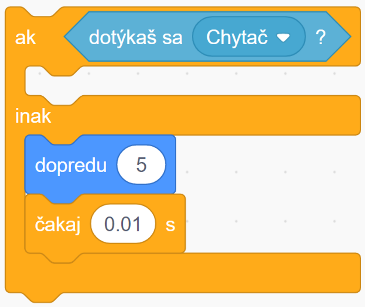 ak dotýkaš sa Chytač ?
inak
dopredu 5
čakaj 0.01 s